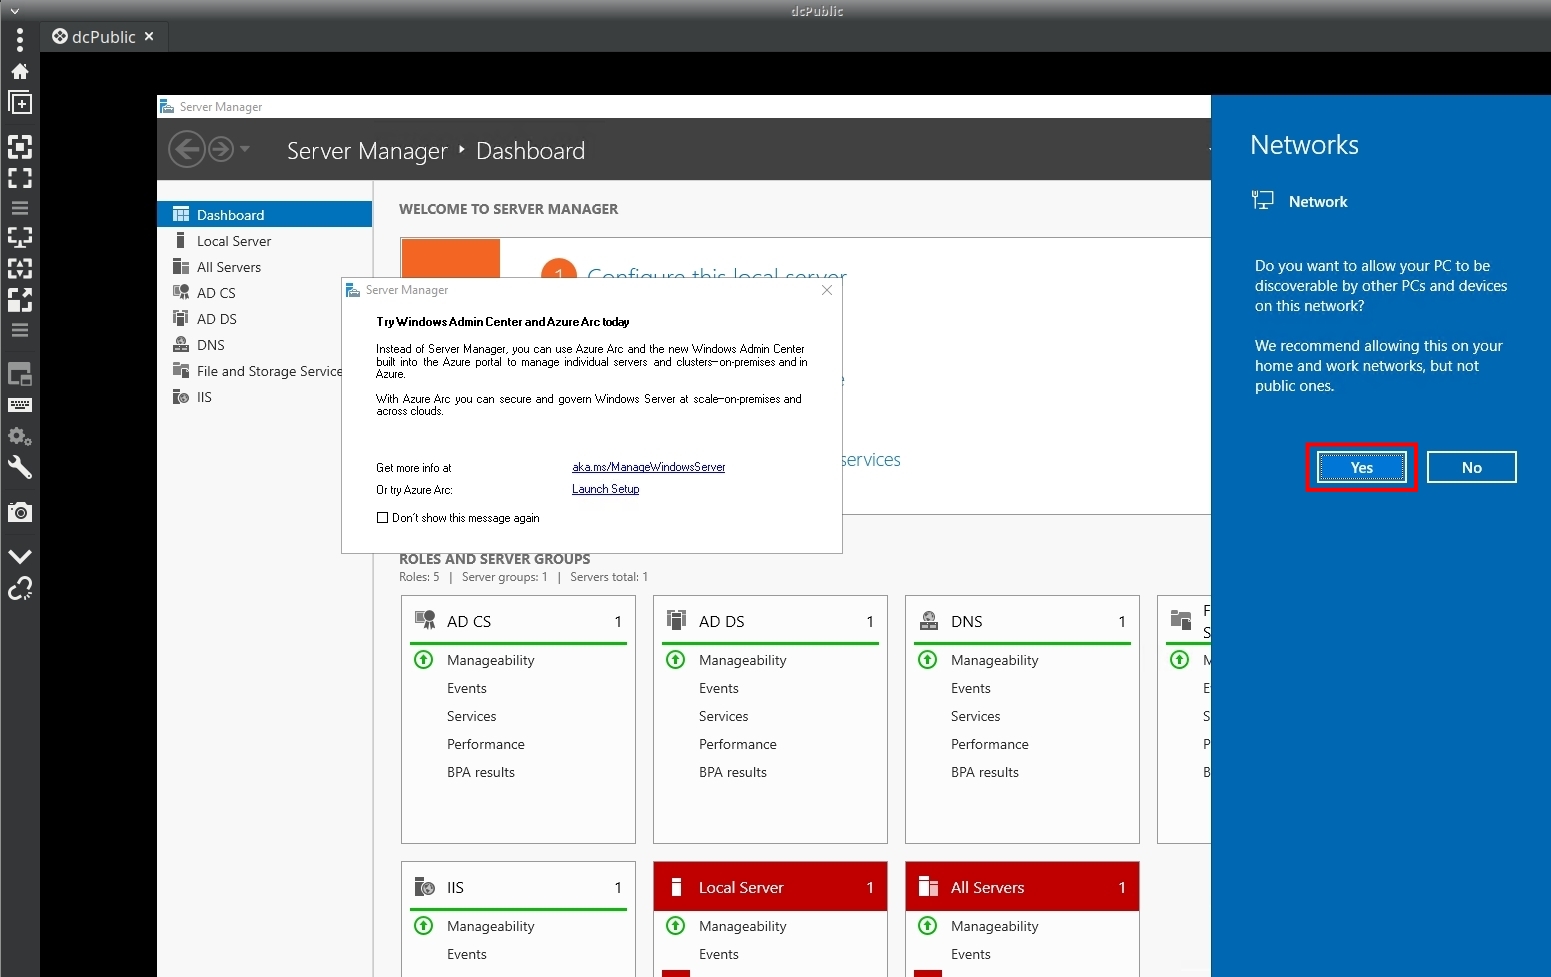 dcPublic
dcPublic
Server Manager
Server Manager
Dashboard
Dashboard
Local Server
All Servers
AD CS
AD DS
DNS
File and Storage Service
IIS
WELCOME TO SERVER MANAGER
1 Configure this local server
services
Server Manager
Try Windows Admin Center and Azure Arc today
Instead of Server Manager, you can use Azure Arc and the new Windows Admin Center
built into the Azure portal to manage individual servers and clusters–on-premises and in
Azure.
With Azure Arc you can secure and govern Windows Server at scale–on-premises and
across clouds.
Get more info at
aka.ms/ManageWindowsServer
Or try Azure Arc:
Launch Setup
Don't show this message again
ROLES AND SERVER GROUPS
Roles: 5 | Server groups: 1 | Servers total: 1
AD CS 1
Manageability
Events
Services
Performance
BPA results
AD DS 1
Manageability
Events
Services
Performance
BPA results
DNS 1
Manageability
Events
Services
Performance
BPA results
IIS 1
Manageability
Events
Local Server 1
Manageability
Events
All Servers 1
Manageability
Events
Networks
Network
Do you want to allow your PC to be
discoverable by other PCs and devices
on this network?
We recommend allowing this on your
home and work networks, but not
public ones.
Yes
No